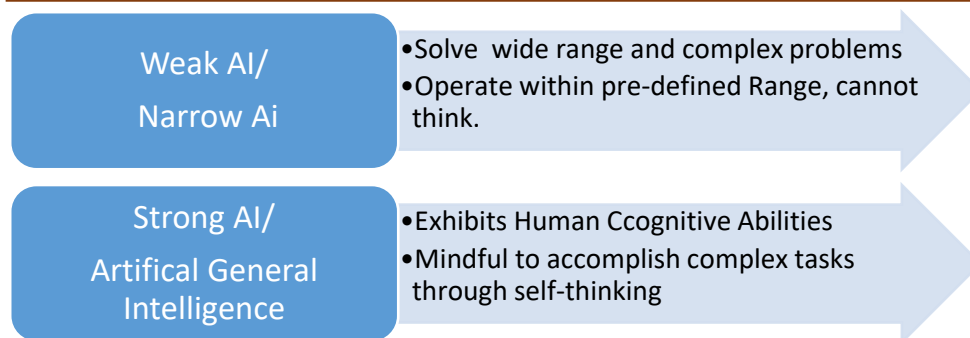 Weak AI/
Narrow Ai
•Solve wide range and complex problems
•Operate within pre-defined Range, cannot
think.
Strong AI/
Artifical General
Intelligence
•Exhibits Human Ccognitive Abilities
•Mindful to accomplish complex tasks
through self-thinking